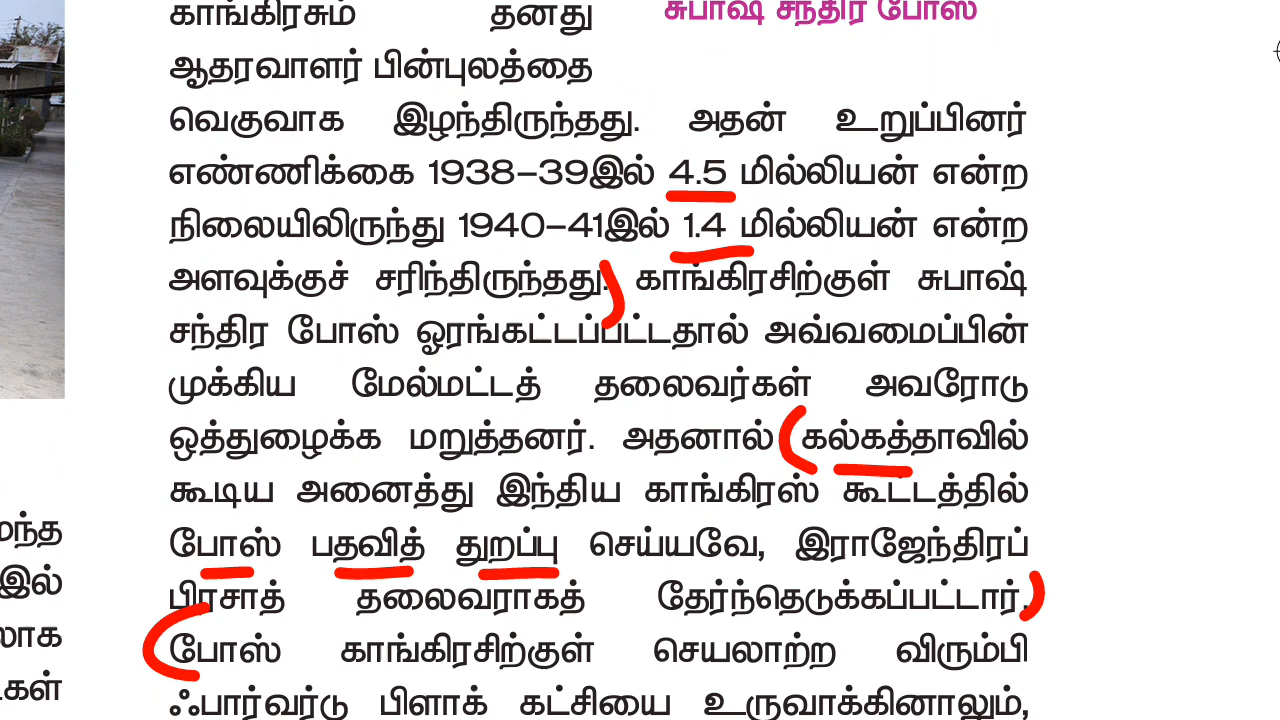 காங்கிரசும் தனது
சுபாஷ் சந்திர போஸ்
ஆதரவாளர் பின்புலத்தை
வெகுவாக இழந்திருந்தது. அதன் உறுப்பினர்
எண்ணிக்கை 1938–39இல் 4.5 மில்லியன் என்ற
நிலையிலிருந்து 1940–41இல் 1.4 மில்லியன் என்ற
அளவுக்குச் சரிந்திருந்தது. காங்கிரசிற்குள் சுபாஷ்
சந்திர போஸ் ஓரங்கட்டப்பட்டதால் அவ்வமைப்பின்
முக்கிய மேல்மட்டத் தலைவர்கள் அவரோடு
ஒத்துழைக்க மறுத்தனர். அதனால் கல்கத்தாவில்
கூடிய அனைத்து இந்திய காங்கிரஸ் கூட்டத்தில்
போஸ் பதவித் துறப்பு செய்யவே, இராஜேந்திரப்
பிரசாத் தலைவராகத் தேர்ந்தெடுக்கப்பட்டார்.
போஸ் காங்கிரசிற்குள் செயலாற்ற விரும்பி
ஃபார்வர்டு பிளாக் கட்சியை உருவாக்கினாலும்,
இல்